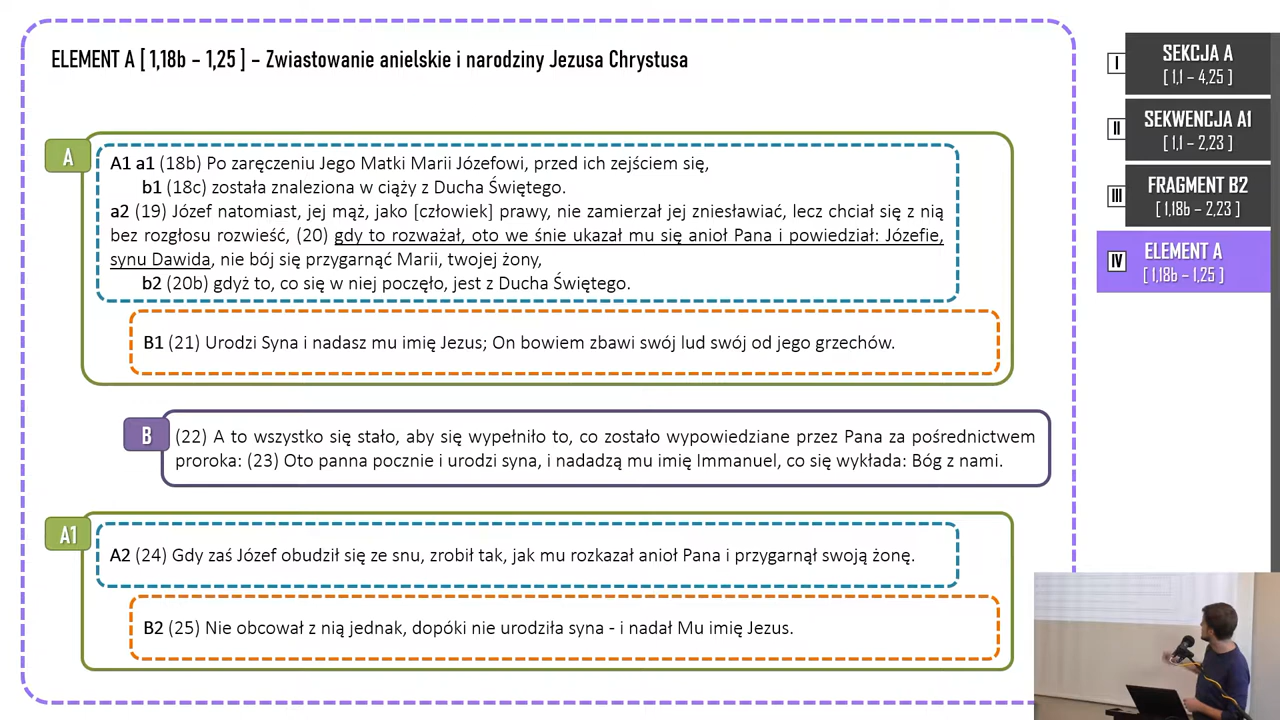 ELEMENT A [ 1,18b – 1,25 ] – Zwiastowanie anielskie i narodziny Jezusa Chrystusa
A
A1 a1 (18b) Po zaręczeniu Jego Matki Marii Józefowi, przed ich zejściem się,
b1 (18c) została znaleziona w ciąży z Ducha Świętego.
a2 (19) Józef natomiast, jej mąż, jako [człowiek] prawy, nie zamierzał jej zniesławiać, lecz chciał się z nią
bez rozgłosu rozwieść, (20) gdy to rozważał, oto we śnie ukazał mu się anioł Pana i powiedział: Józefie,
synu Dawida, nie bój się przygarnąć Marii, twojej żony,
b2 (20b) gdyż to, co się w niej poczęło, jest z Ducha Świętego.
B1 (21) Urodzi Syna i nadasz mu imię Jezus; On bowiem zbawi swój lud swój od jego grzechów.
B
(22) A to wszystko się stało, aby się wypełniło to, co zostało wypowiedziane przez Pana za pośrednictwem
proroka: (23) Oto panna pocznie i urodzi syna, i nadadzą mu imię Immanuel, co się wykłada: Bóg z nami.
A1
A2 (24) Gdy zaś Józef obudził się ze snu, zrobił tak, jak mu rozkazał anioł Pana i przygarnął swoją żonę.
B2 (25) Nie obcował z nią jednak, dopóki nie urodziła syna - i nadał Mu imię Jezus.
I
SEKCJA A
[ 1,1 – 4,25 ]
II
SEKWENCJA A1
[ 1,1 – 2,23 ]
III
FRAGMENT B2
[ 1,18b – 2,23 ]
IV
ELEMENT A
[ 1,18b – 1,25 ]